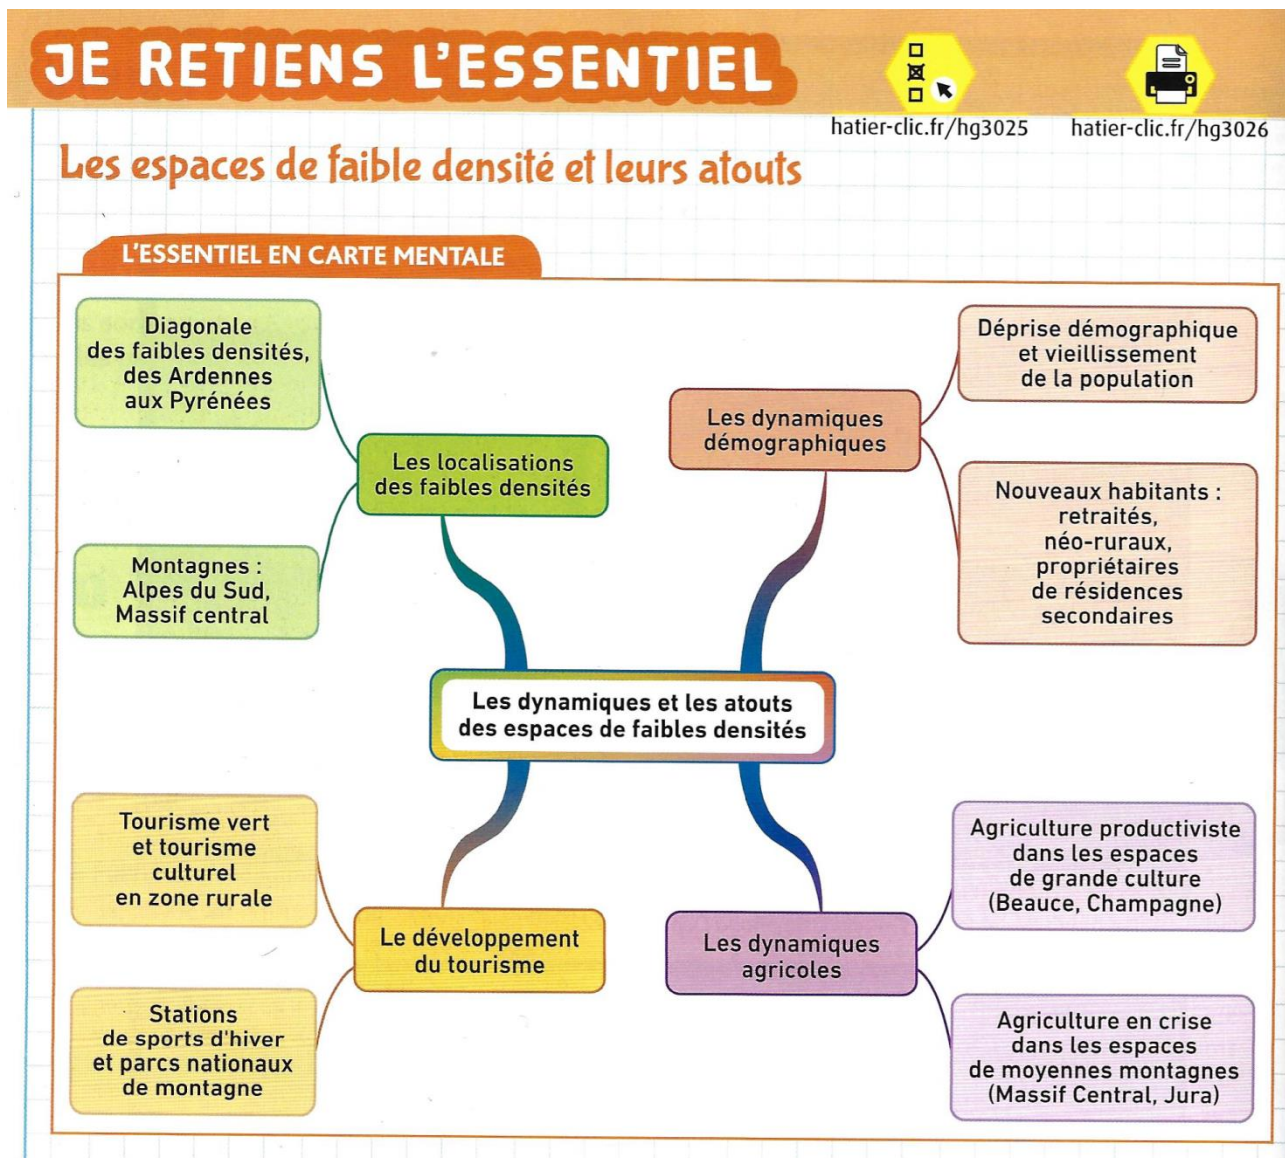 JE RETIENS L'ESSENTIEL
hatier-clic.fr/hg3025
hatier-clic.fr/hg3026
Les espaces de faible densité et leurs atouts
L'ESSENTIEL EN CARTE MENTALE
Diagonale
des faibles densités,
des Ardennes
aux Pyrénées
Les localisations
des faibles densités
Montagnes :
Alpes du Sud,
Massif central
Les dynamiques
démographiques
Déprise démographique
et vieillissement
de la population
Nouveaux habitants :
retraités,
néo-ruraux,
propriétaires
de résidences
secondaires
Les dynamiques et les atouts
des espaces de faibles densités
Tourisme vert
et tourisme
culturel
en zone rurale
Le développement
du tourisme
Stations
de sports d'hiver
et parcs nationaux
de montagne
Les dynamiques
agricoles
Agriculture productiviste
dans les espaces
de grande culture
(Beauce, Champagne)
Agriculture en crise
dans les espaces
de moyennes montagnes
(Massif Central, Jura)